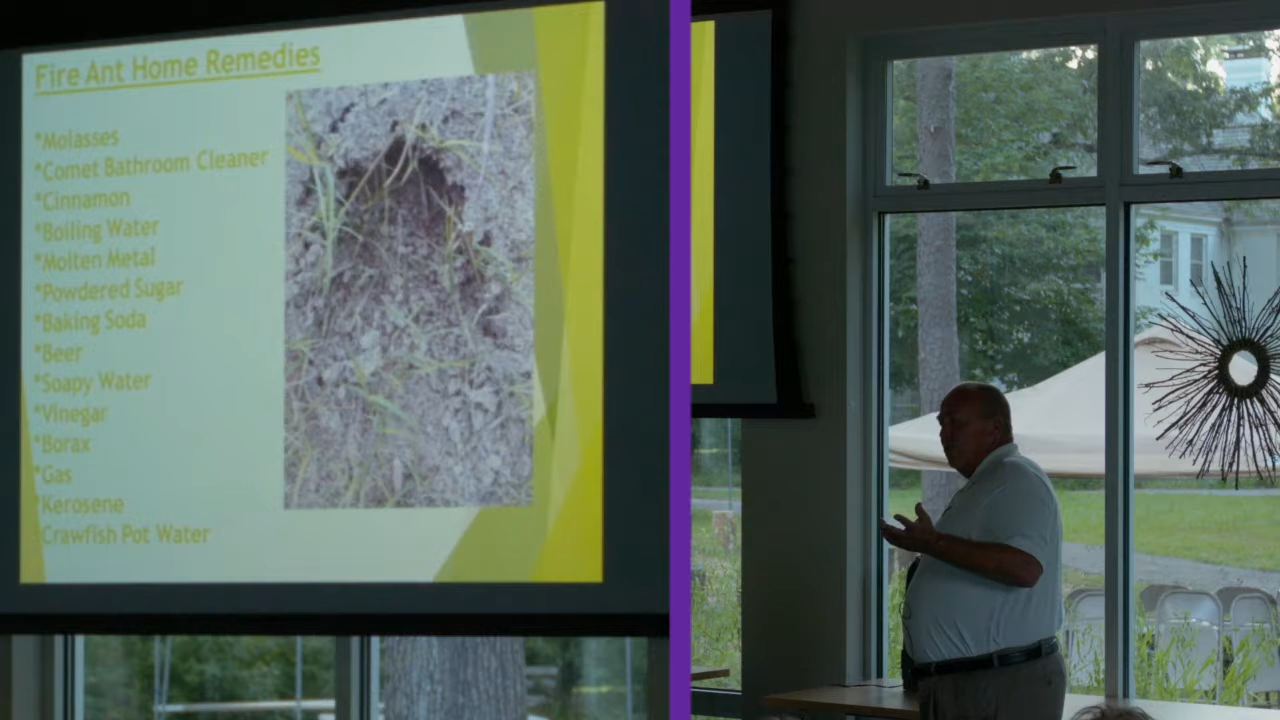 Fire Ant Home Remedies
*Molasses
*Comet Bathroom Cleaner
*Cinnamon
*Boiling Water
*Molten Metal
*Powdered Sugar
*Baking Soda
*Beer
*Soapy Water
*Vinegar
*Borax
*Gas
*Kerosene
*Crawfish Pot Water